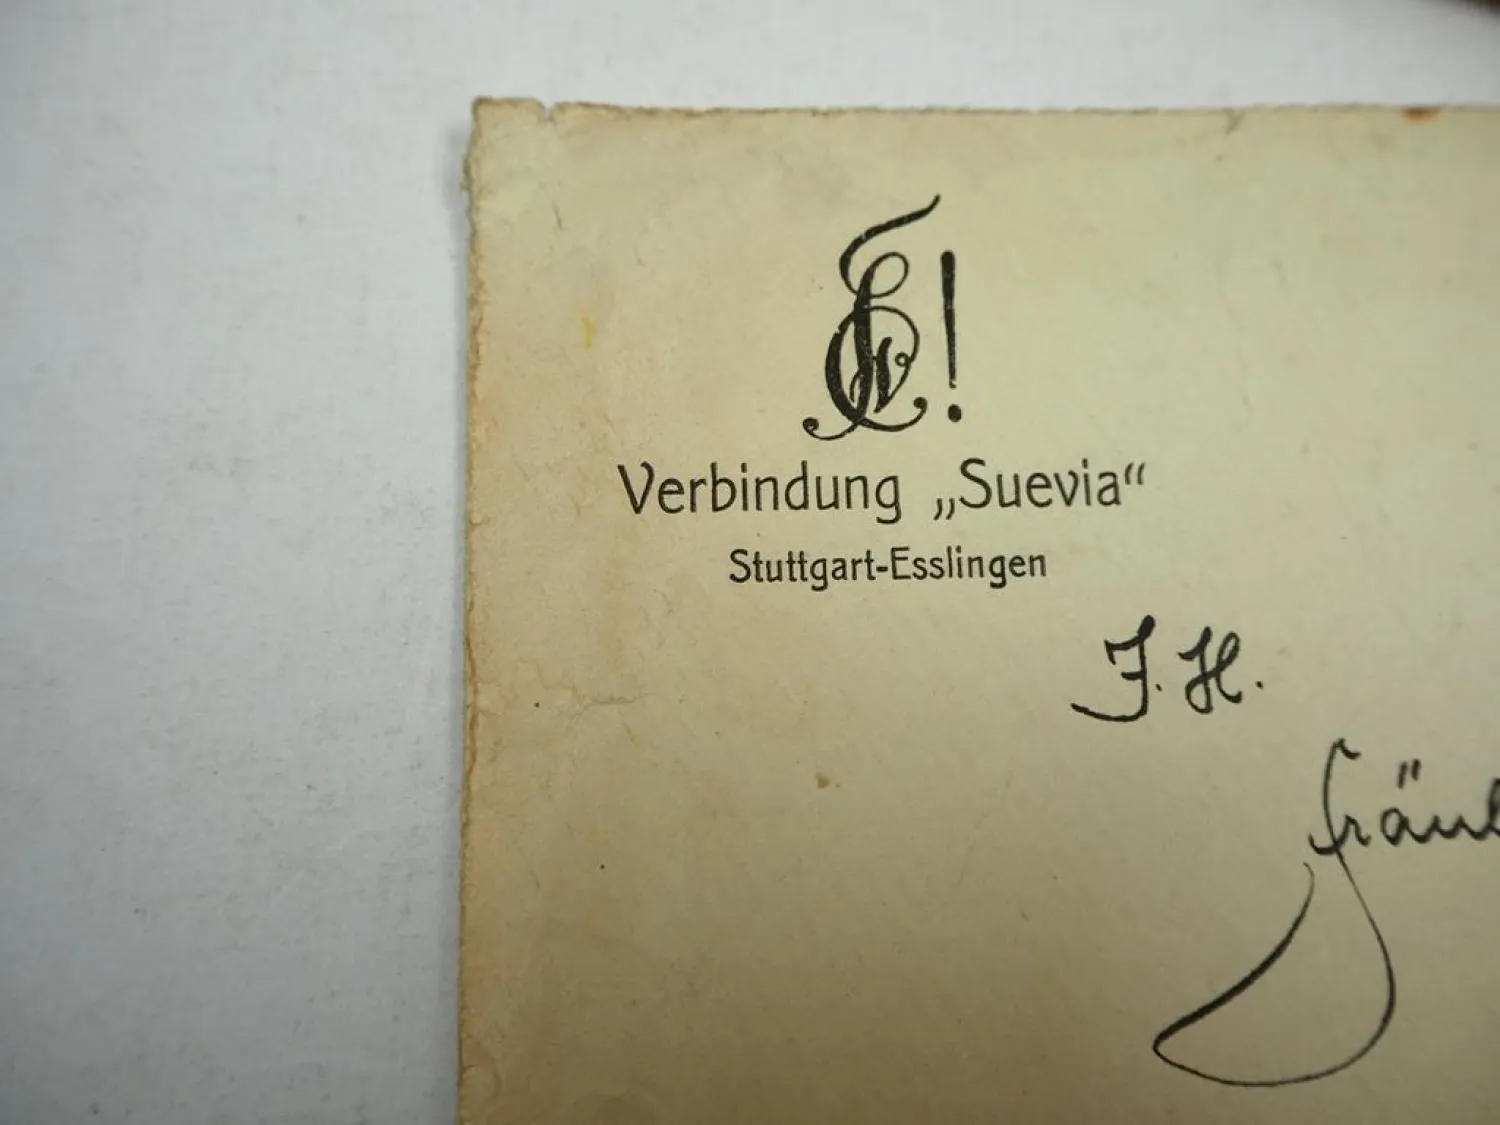 Verbindung „Suevia“
Stuttgart-Esslingen
J. H.